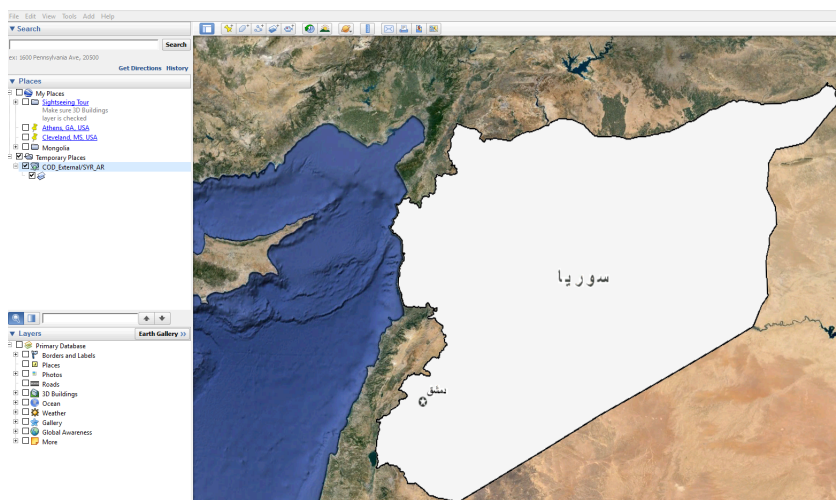 File Edit View Tools Add Help
Search
Search
ex: 1600 Pennsylvania Ave, 20500
Get Directions History
Places
My Places
Sightseeing Tour
Make sure 3D Buildings
layer is checked
Athens, GA, USA
Cleveland, MS, USA
Mongolia
Temporary Places
COD_External/SYR_AR
Layers
Earth Gallery >>
Primary Database
Borders and Labels
Places
Photos
Roads
3D Buildings
Ocean
Weather
Gallery
Global Awareness
More
سوريا
دمشق